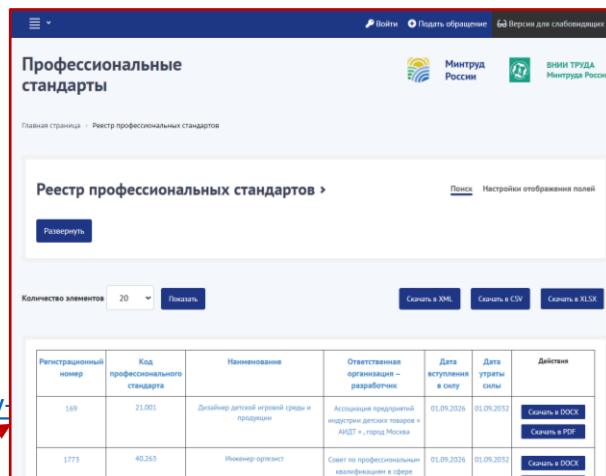 Войти Подать обращение Версия для слабовидящих
Профессиональные
стандарты
Минтруд
России
ВНИИ ТРУДА
Минтруда Росси
Главная страница › Реестр профессиональных стандартов
Реестр профессиональных стандартов ›
Поиск Настройки отображения полей
Развернуть
Количество элементов 20 Показать Скачать в XML Скачать в CSV Скачать в XLSX
Регистрационный номер Код профессионального стандарта Наименование Ответственная организация – разработчик Дата вступления в силу Дата утраты силы Действия
169 21.001 Дизайнер детской игровой среды и продукции Ассоциация предприятий индустрии детских товаров « АИДТ » , город Москва 01.09.2026 01.09.2032 Скачать в DOCX Скачать в PDF
1773 40.263 Инженер-ортезист Совет по профессиональным квалификациям в сфере 01.09.2026 01.09.2032 Скачать в DOCX
у-